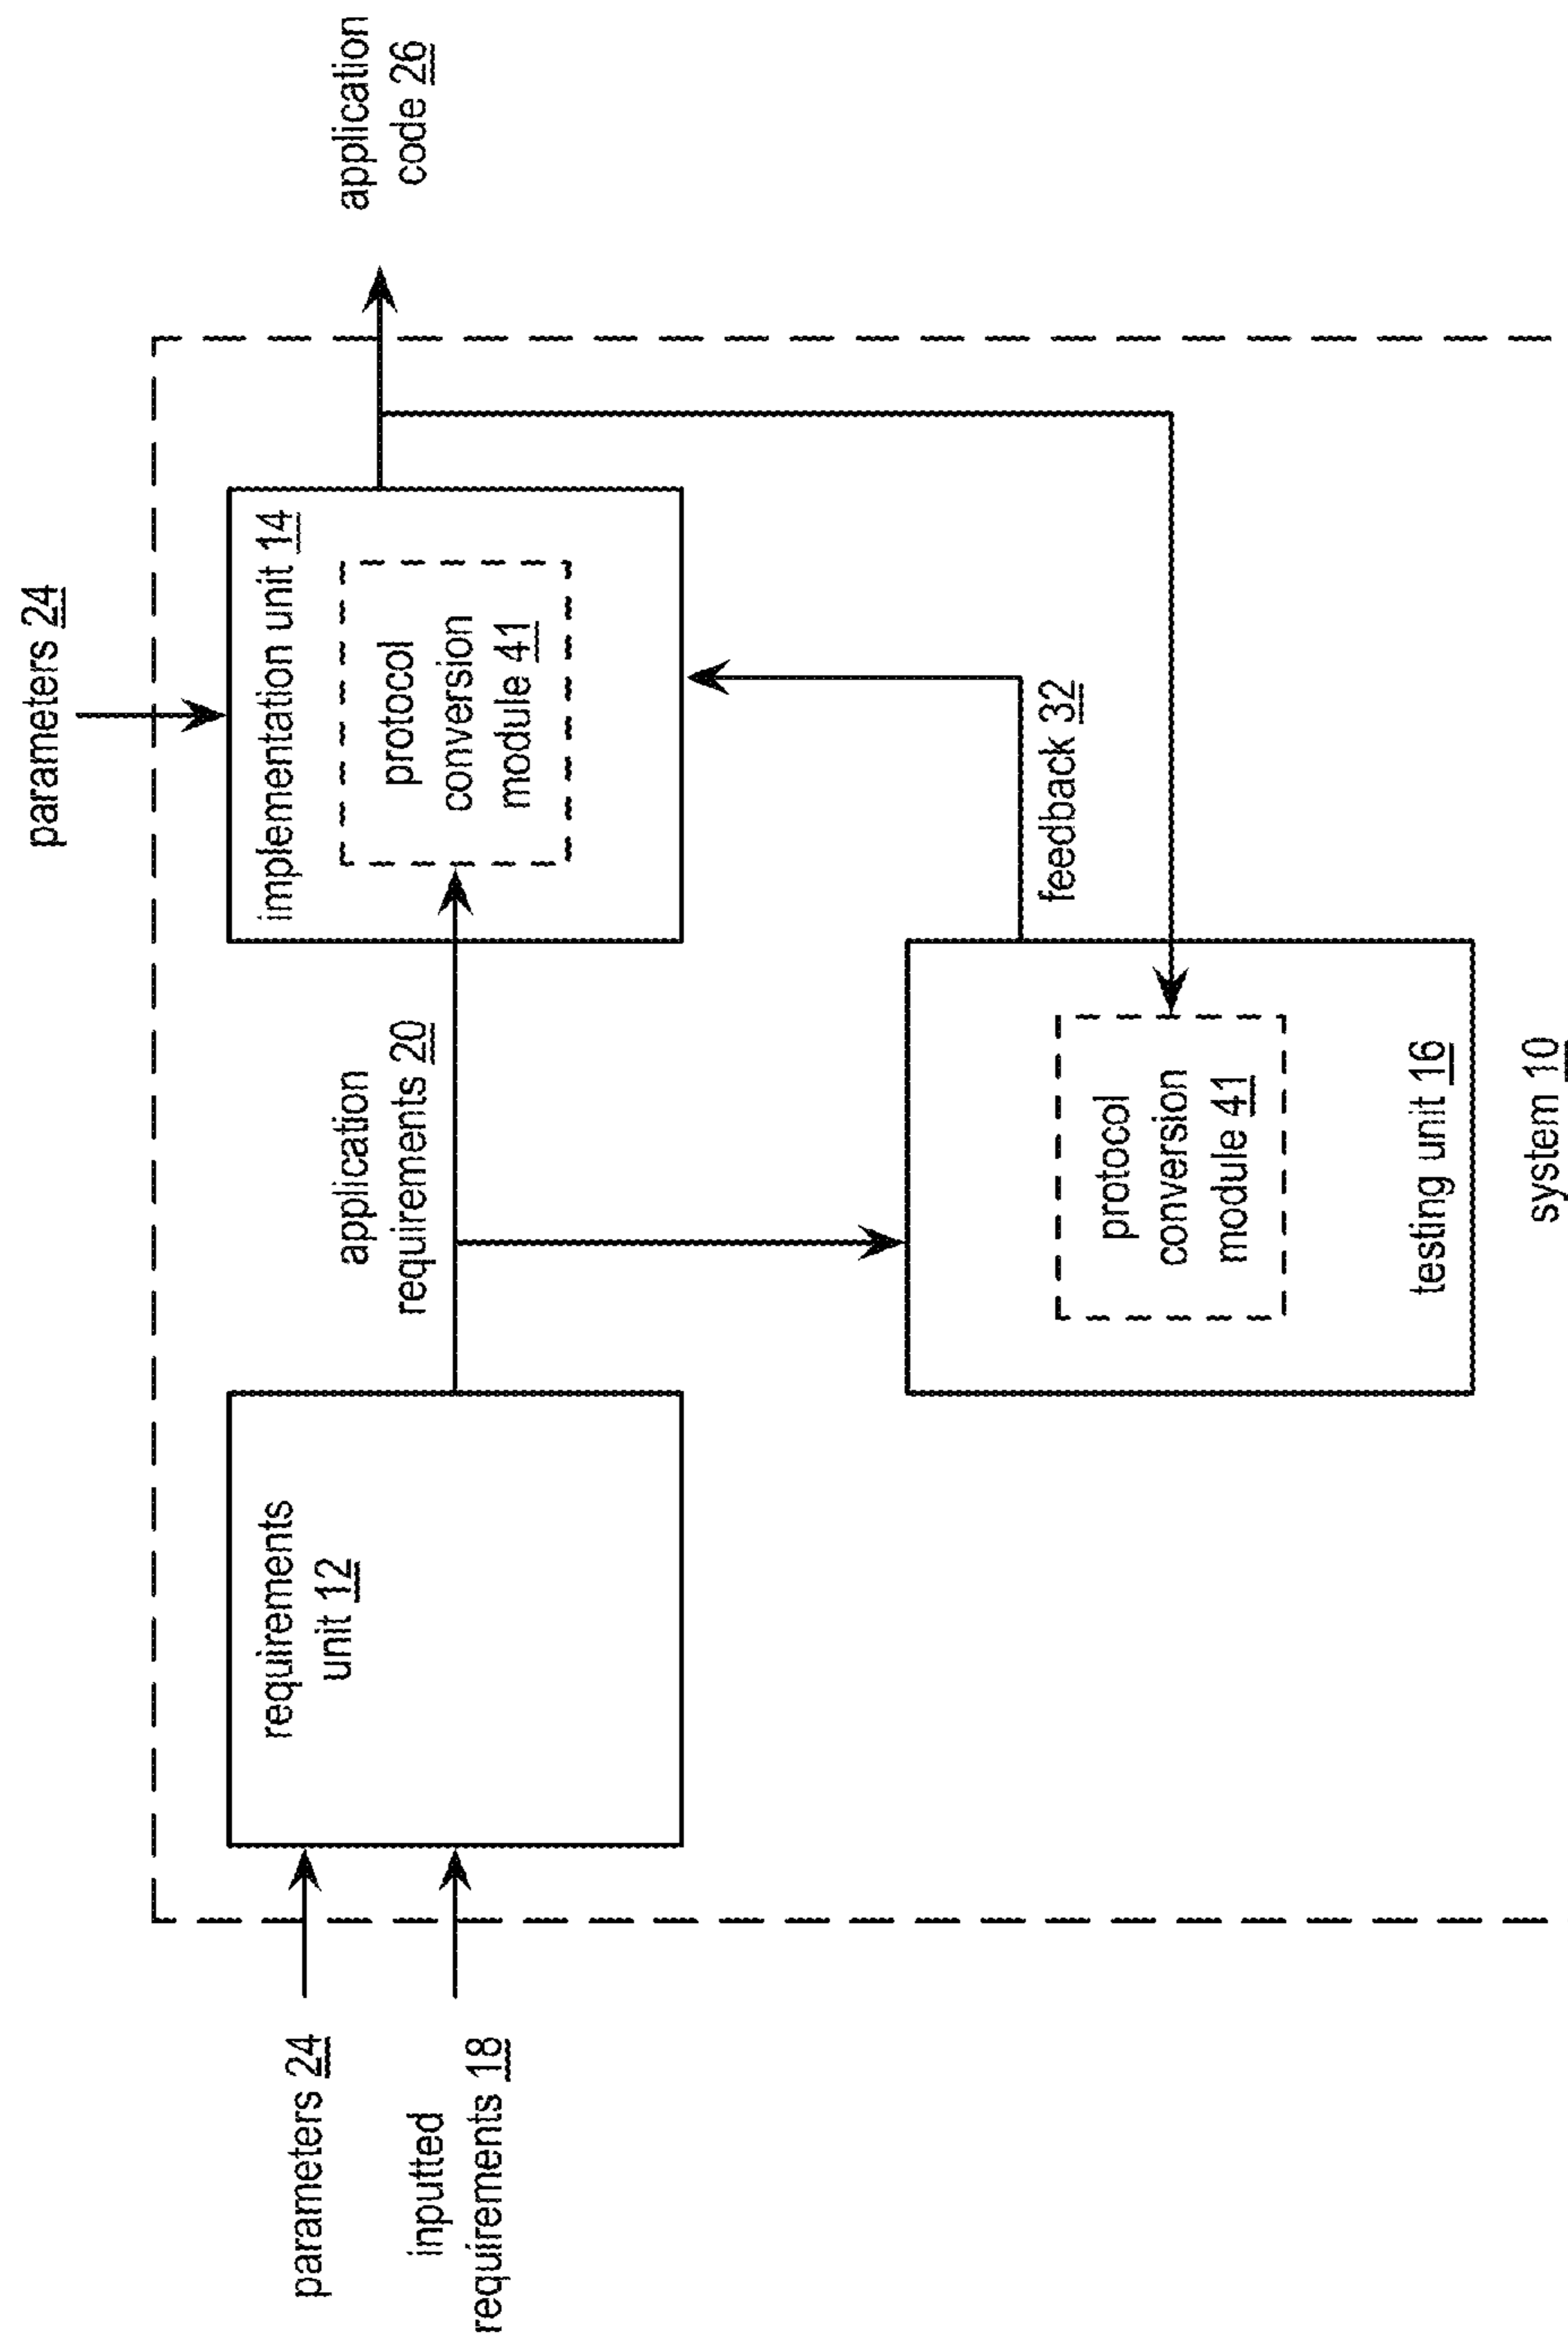 parameters 24
application
code 26
implementation unit 14
protocol
conversion
module 41
application
requirements 20
requirements
unit 12
parameters 24
inputted
requirements 18
feedback 32
protocol
conversion
module 41
testing unit 16
system 10